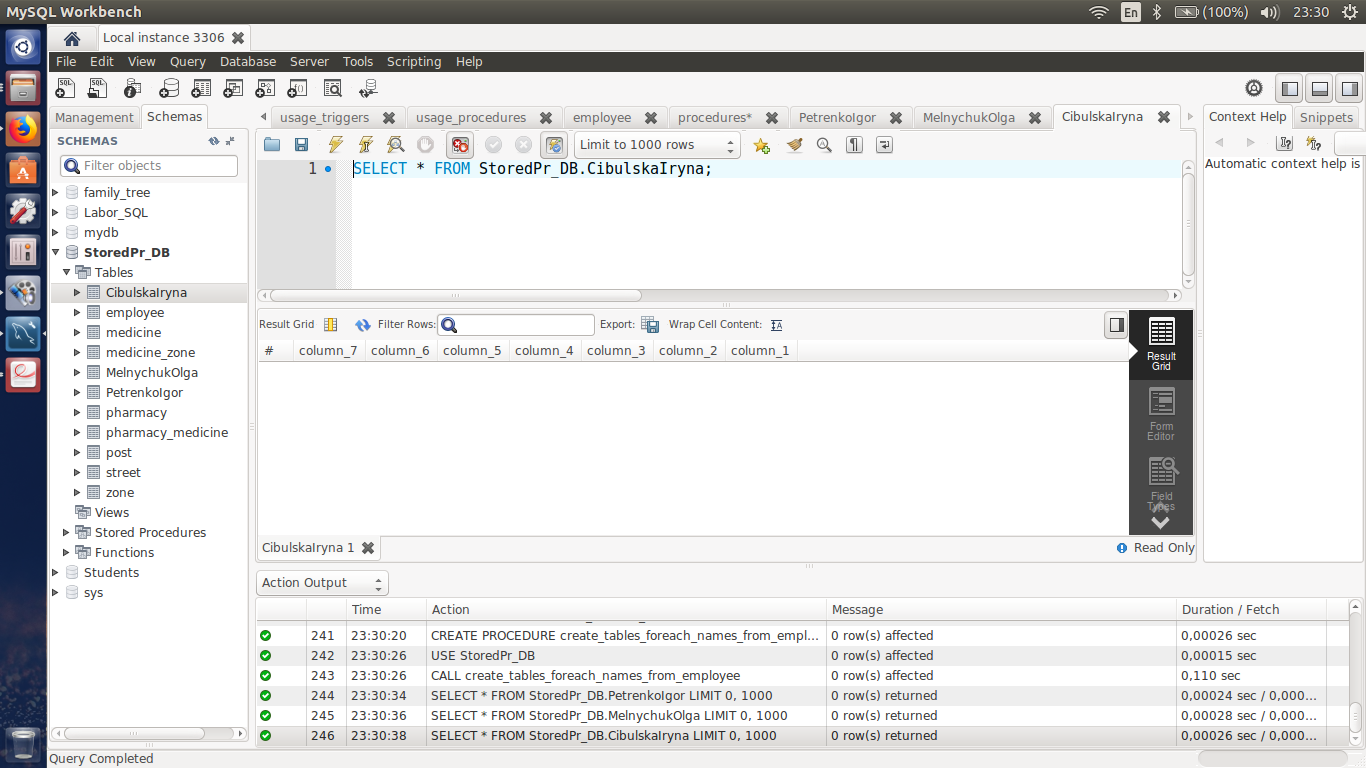 MySQL Workbench
En (100%) 23:30
Local instance 3306
File Edit View Query Database Server Tools Scripting Help
Management Schemas
usage_triggers usage_procedures employee procedures* PetrenkoIgor MelnychukOlga CibulskaIryna
Context Help Snippets
SCHEMAS
Filter objects
Limit to 1000 rows
Automatic context help is
1 SELECT * FROM StoredPr_DB.CibulskaIryna;
family_tree
Labor_SQL
mydb
StoredPr_DB
Tables
CibulskaIryna
employee
medicine
medicine_zone
MelnychukOlga
PetrenkoIgor
pharmacy
pharmacy_medicine
post
street
zone
Views
Stored Procedures
Functions
Students
sys
Result Grid Filter Rows: Export: Wrap Cell Content:
# column_7 column_6 column_5 column_4 column_3 column_2 column_1
Result
Grid
Form
Editor
Field
Types
CibulskaIryna 1 Read Only
Action Output
Time Action Message Duration / Fetch
241 23:30:20 CREATE PROCEDURE create_tables_foreach_names_from_empl... 0 row(s) affected 0,00026 sec
242 23:30:26 USE StoredPr_DB 0 row(s) affected 0,00015 sec
243 23:30:26 CALL create_tables_foreach_names_from_employee 0 row(s) affected 0,110 sec
244 23:30:34 SELECT * FROM StoredPr_DB.PetrenkoIgor LIMIT 0, 1000 0 row(s) returned 0,00024 sec / 0,000...
245 23:30:36 SELECT * FROM StoredPr_DB.MelnychukOlga LIMIT 0, 1000 0 row(s) returned 0,00028 sec / 0,000...
246 23:30:38 SELECT * FROM StoredPr_DB.CibulskaIryna LIMIT 0, 1000 0 row(s) returned 0,00026 sec / 0,000...
Query Completed